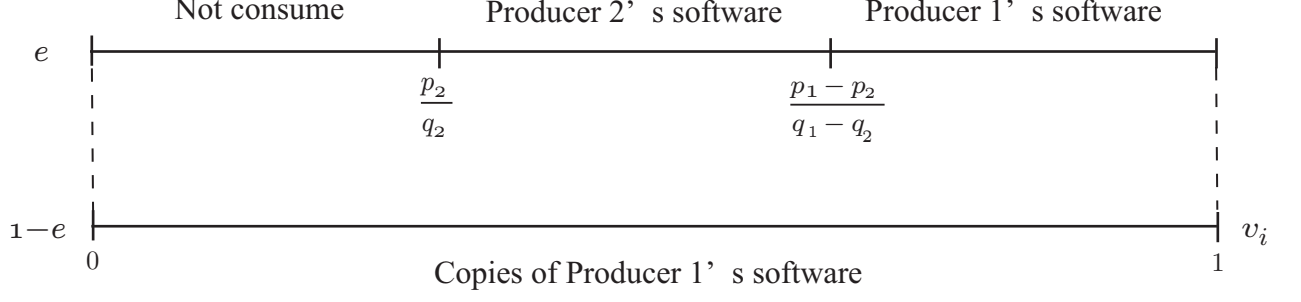 Not consume Producer 2’ s software Producer 1’ s software
e
p2
q2
p1 − p2
q1 − q2
1−e
vi
0
1
Copies of Producer 1’ s software